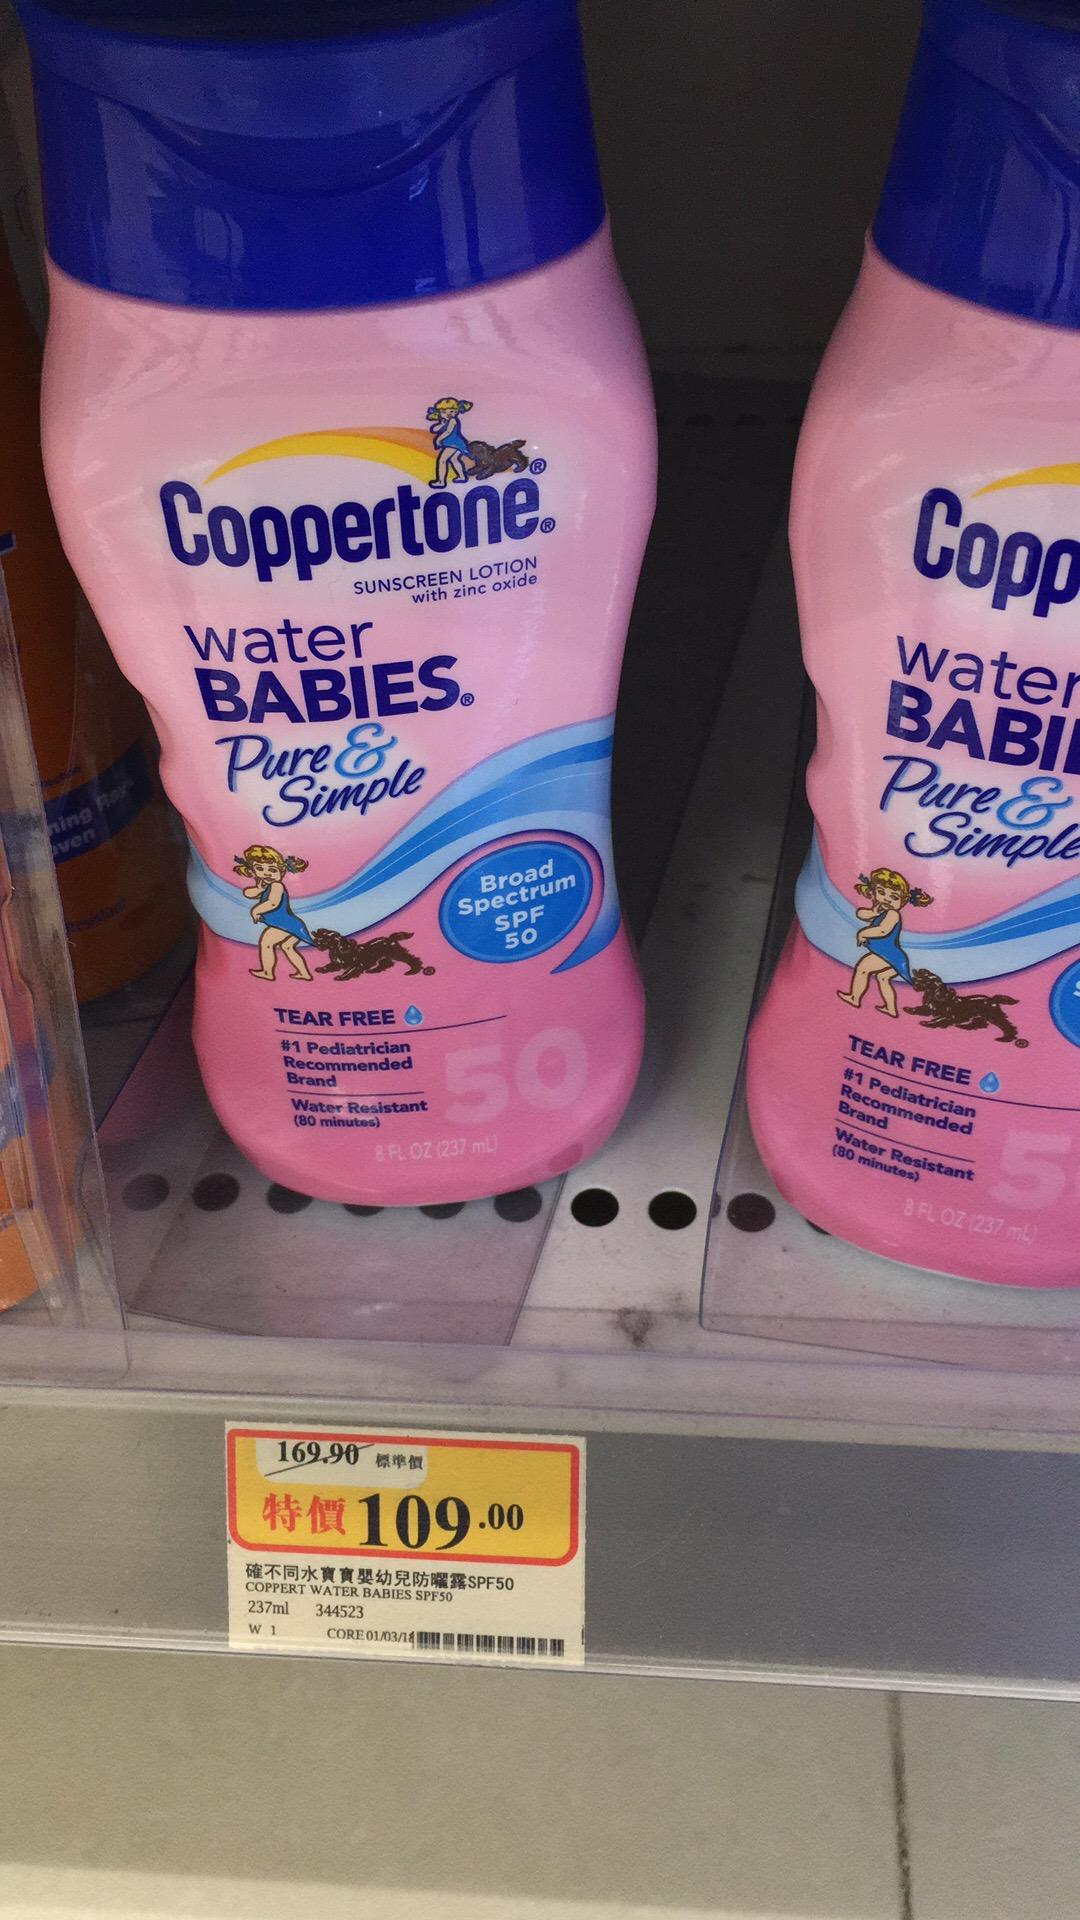 Coppertone®
SUNSCREEN LOTION
with zinc oxide
water
BABIES®
Pure &
Simple
Broad
Spectrum
SPF
50
TEAR FREE
#1 Pediatrician
Recommended
Brand
Water Resistant
(80 minutes)
50
8 FL OZ (237 mL)
Copp
water
BABI
Pure &
Simple
TEAR FREE
#1 Pediatrician
Recommended
Brand
Water Resistant
(80 minutes)
5
8 FL OZ (237 mL)
169.90 標準價
特價 109.00
確不同水寶寶嬰幼兒防曬露SPF50
COPPERT WATER BABIES SPF50
237ml 344523
W 1 CORE 01/03/18